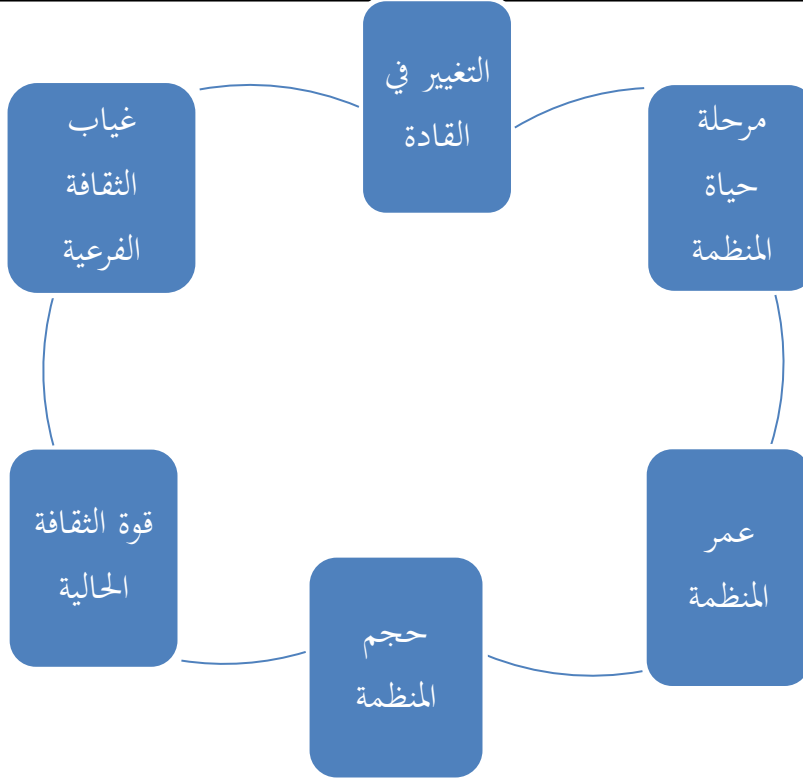 التغيير في
القادة
مرحلة
حياة
المنظمة
عمر
المنظمة
حجم
المنظمة
قوة الثقافة
الحالية
غياب
الثقافة
الفرعية